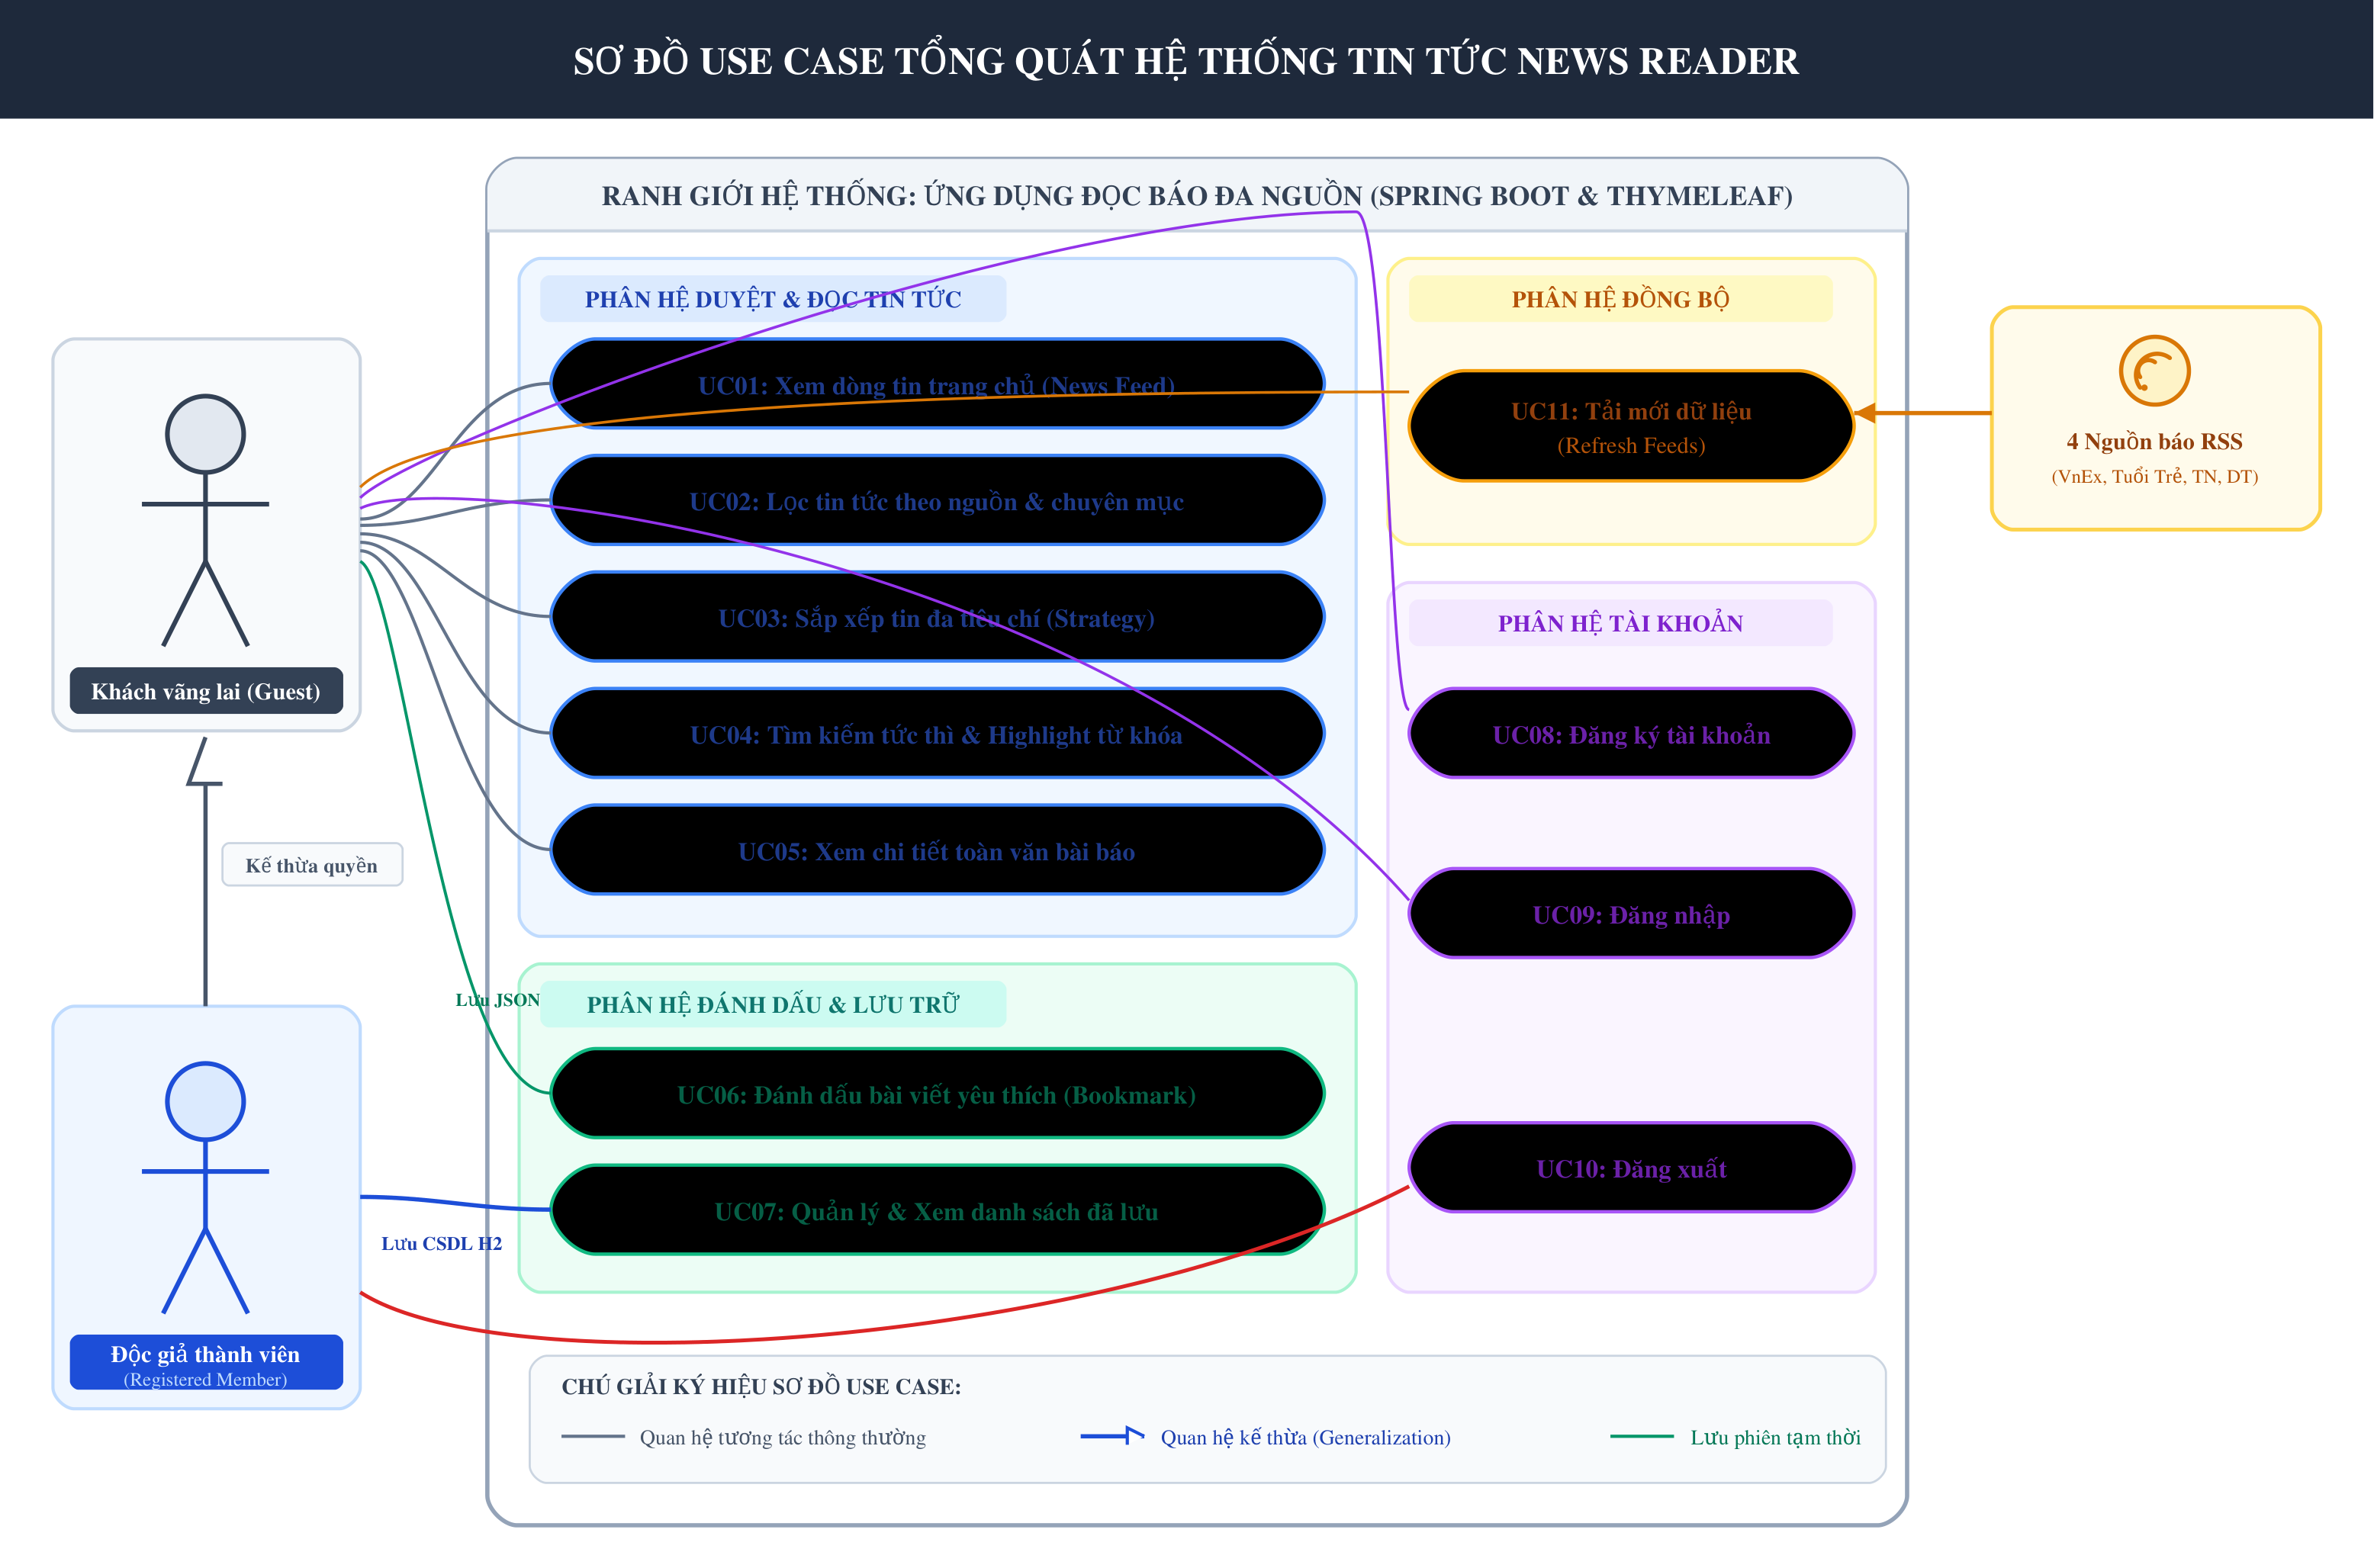 SƠ ĐỒ USE CASE TỔNG QUÁT HỆ THỐNG TIN TỨC NEWS READER
RANH GIỚI HỆ THỐNG: ỨNG DỤNG ĐỌC BÁO ĐA NGUỒN (SPRING BOOT & THYMELEAF)
PHÂN HỆ DUYỆT & ĐỌC TIN TỨC
UC01: Xem dòng tin trang chủ (News Feed)
UC02: Lọc tin tức theo nguồn & chuyên mục
UC03: Sắp xếp tin đa tiêu chí (Strategy)
UC04: Tìm kiếm tức thì & Highlight từ khóa
UC05: Xem chi tiết toàn văn bài báo
PHÂN HỆ ĐỒNG BỘ
UC11: Tải mới dữ liệu
(Refresh Feeds)
4 Nguồn báo RSS
(VnEx, Tuổi Trẻ, TN, DT)
PHÂN HỆ TÀI KHOẢN
UC08: Đăng ký tài khoản
UC09: Đăng nhập
UC10: Đăng xuất
Khách vãng lai (Guest)
Kế thừa quyền
Lưu JSON
PHÂN HỆ ĐÁNH DẤU & LƯU TRỮ
UC06: Đánh dấu bài viết yêu thích (Bookmark)
UC07: Quản lý & Xem danh sách đã lưu
Lưu CSDL H2
Độc giả thành viên
(Registered Member)
CHÚ GIẢI KÝ HIỆU SƠ ĐỒ USE CASE:
Quan hệ tương tác thông thường
Quan hệ kế thừa (Generalization)
Lưu phiên tạm thời